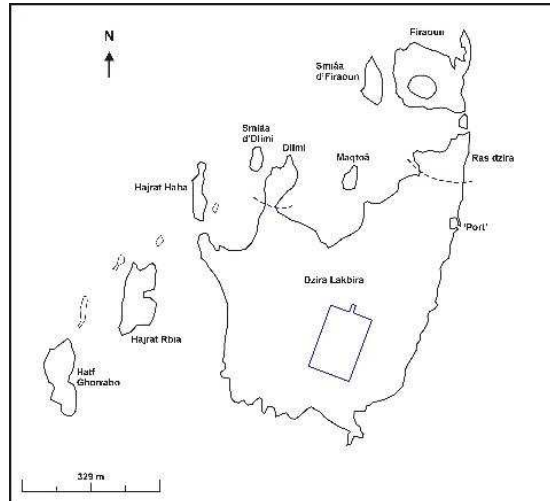 Firaoun
N
Smiâa
d'Firaoun
Smiâa
d'Dlimi
Dlimi
Maqtoâ
Ras dzira
Hajrat Haha
'Port'
Dzira Lakbira
Hajrat Rbia
Hatf
Ghorrabo
329 m